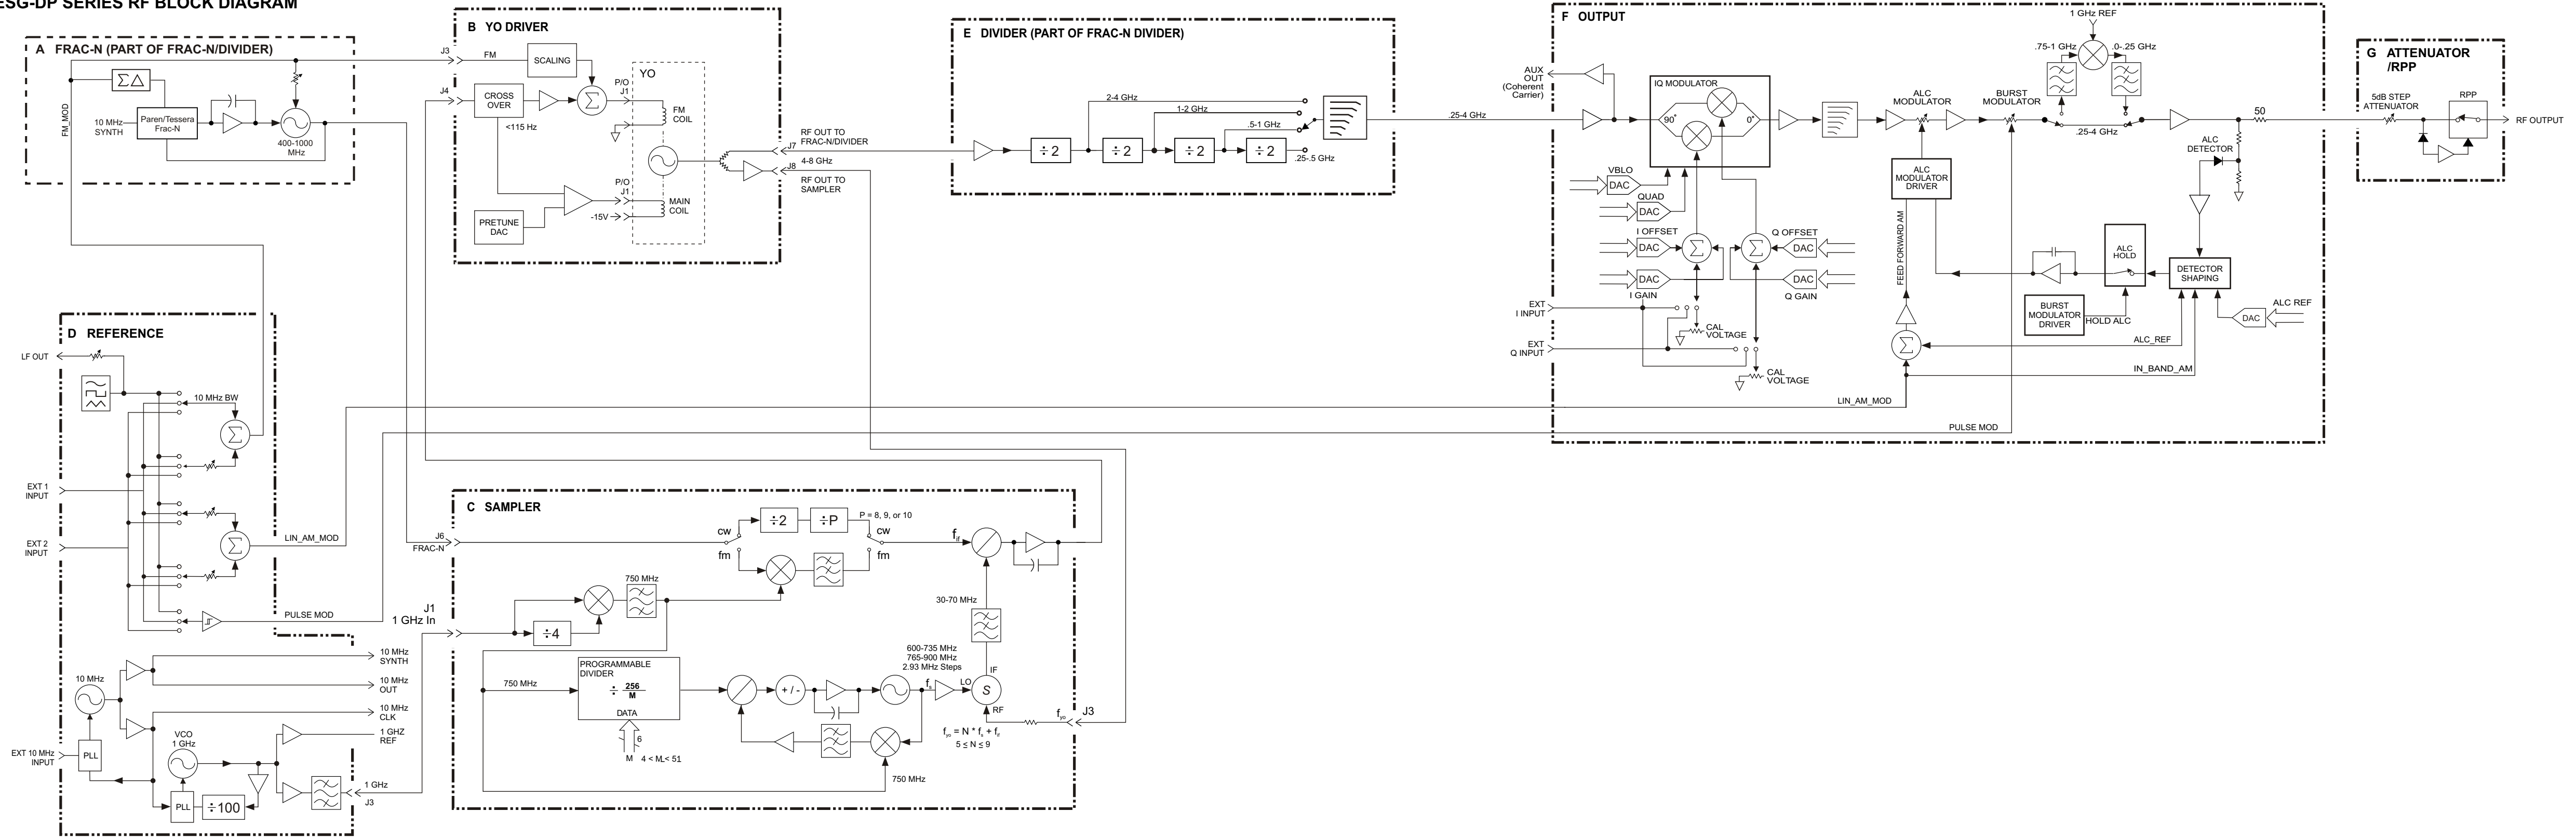 ESG-DP SERIES RF BLOCK DIAGRAM
A FRAC-N (PART OF FRAC-N/DIVIDER)
FM_MOD
ΣΔ
10 MHz
SYNTH
Paren/Tessera
Frac-N
400-1000
MHz
B YO DRIVER
J3
FM
SCALING
J4
CROSS
OVER
<115 Hz
Σ
P/O
J1
YO
FM
COIL
P/O
J1
-15V
MAIN
COIL
PRETUNE
DAC
RF OUT TO
FRAC-N/DIVIDER
J7
4-8 GHz
J8
RF OUT TO
SAMPLER
E DIVIDER (PART OF FRAC-N DIVIDER)
2-4 GHz
1-2 GHz
.5-1 GHz
.25-.5 GHz
÷2
÷2
÷2
÷2
.25-4 GHz
F OUTPUT
AUX
OUT
(Coherent
Carrier)
IQ MODULATOR
90°
0°
VBLO
DAC
QUAD
DAC
I OFFSET
DAC
Σ
Σ
Q OFFSET
DAC
DAC
I GAIN
DAC
Q GAIN
EXT
I INPUT
CAL
VOLTAGE
EXT
Q INPUT
CAL
VOLTAGE
ALC
MODULATOR
BURST
MODULATOR
1 GHz REF
.75-1 GHz
.0-.25 GHz
.25-4 GHz
50
ALC
DETECTOR
ALC
MODULATOR
DRIVER
FEED FORWARD AM
ALC
HOLD
DETECTOR
SHAPING
BURST
MODULATOR
DRIVER
HOLD ALC
ALC REF
DAC
Σ
ALC_REF
IN_BAND_AM
LIN_AM_MOD
PULSE MOD
G ATTENUATOR
/RPP
5dB STEP
ATTENUATOR
RPP
RF OUTPUT
D REFERENCE
LF OUT
10 MHz BW
Σ
EXT 1
INPUT
EXT 2
INPUT
Σ
LIN_AM_MOD
PULSE MOD
10 MHz
SYNTH
10 MHz
10 MHz
OUT
10 MHz
CLK
VCO
1 GHz
1 GHZ
REF
EXT 10 MHz
INPUT
PLL
PLL
÷100
1 GHz
J3
C SAMPLER
J6
FRAC-N
cw
fm
÷2
÷P
P = 8, 9, or 10
cw
fm
fif
750 MHz
J1
1 GHz In
÷4
30-70 MHz
PROGRAMMABLE
DIVIDER
750 MHz
÷ 256
M
DATA
6
M 4 < M < 51
+ / -
600-735 MHz
765-900 MHz
2.93 MHz Steps
fs
LO
IF
S
RF
fyo
J3
fyo = N * fs + fif
5 ≤ N ≤ 9
750 MHz